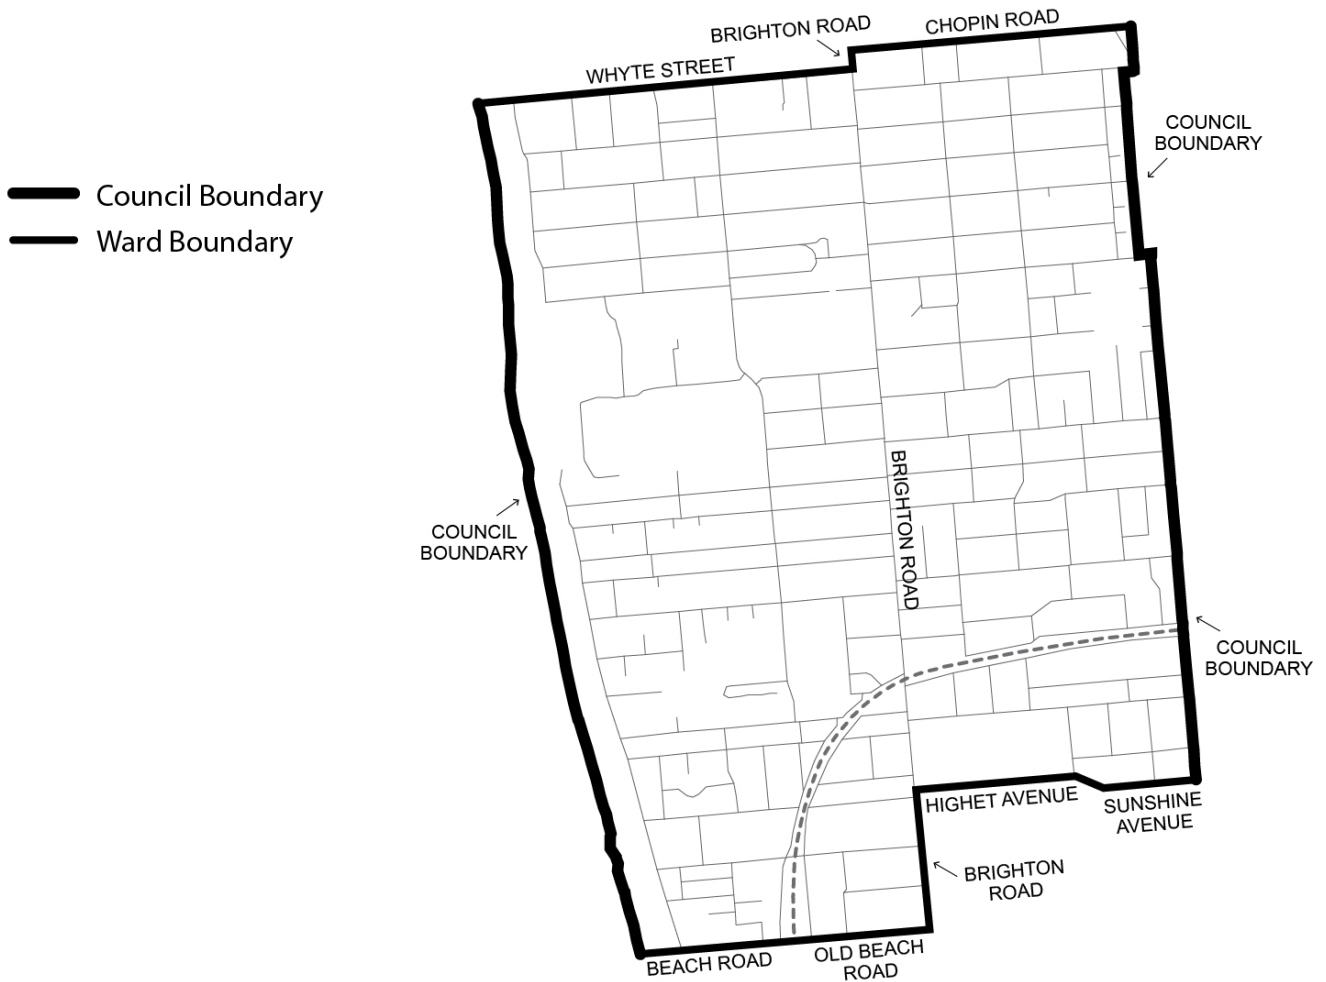 BRIGHTON ROAD
CHOPIN ROAD
WHYTE STREET
COUNCIL
BOUNDARY
Council Boundary
Ward Boundary
BRIGHTON ROAD
COUNCIL
BOUNDARY
COUNCIL
BOUNDARY
HIGHET AVENUE
SUNSHINE
AVENUE
BRIGHTON
ROAD
BEACH ROAD
OLD BEACH
ROAD